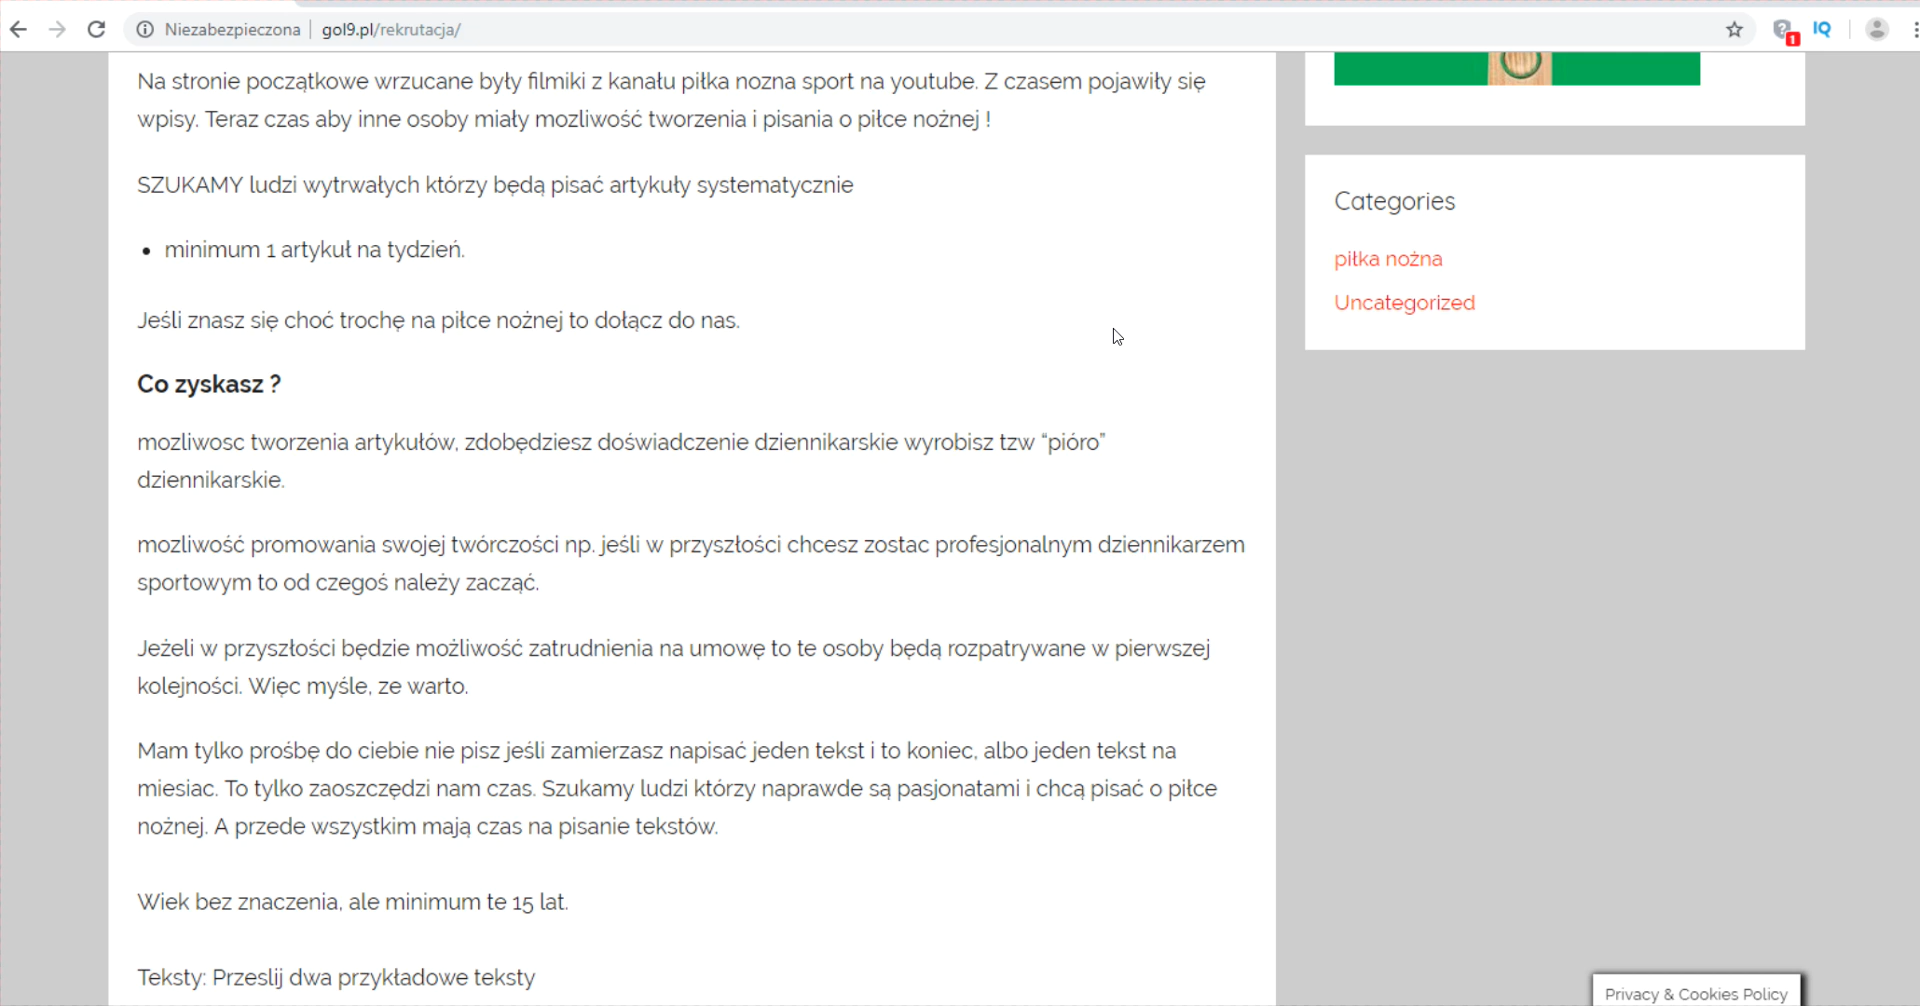 Niezabezpieczona | gol9.pl/rekrutacja/
1
IQ
Na stronie początkowe wrzucane były filmiki z kanału piłka nozna sport na youtube. Z czasem pojawiły się
wpisy. Teraz czas aby inne osoby miały mozliwość tworzenia i pisania o piłce nożnej !
SZUKAMY ludzi wytrwałych którzy będą pisać artykuły systematycznie
• minimum 1 artykuł na tydzień.
Jeśli znasz się choć trochę na piłce nożnej to dołącz do nas.
Co zyskasz ?
mozliwosc tworzenia artykułów, zdobędziesz doświadczenie dziennikarskie wyrobisz tzw “pióro”
dziennikarskie.
mozliwość promowania swojej twórczości np. jeśli w przyszłości chcesz zostac profesjonalnym dziennikarzem
sportowym to od czegoś należy zacząć.
Jeżeli w przyszłości będzie możliwość zatrudnienia na umowę to te osoby będą rozpatrywane w pierwszej
kolejności. Więc myśle, ze warto.
Mam tylko prośbę do ciebie nie pisz jeśli zamierzasz napisać jeden tekst i to koniec, albo jeden tekst na
miesiac. To tylko zaoszczędzi nam czas. Szukamy ludzi którzy naprawde są pasjonatami i chcą pisać o piłce
nożnej. A przede wszystkim mają czas na pisanie tekstów.
Wiek bez znaczenia, ale minimum te 15 lat.
Teksty: Przeslij dwa przykładowe teksty
Categories
piłka nożna
Uncategorized
Privacy & Cookies Policy